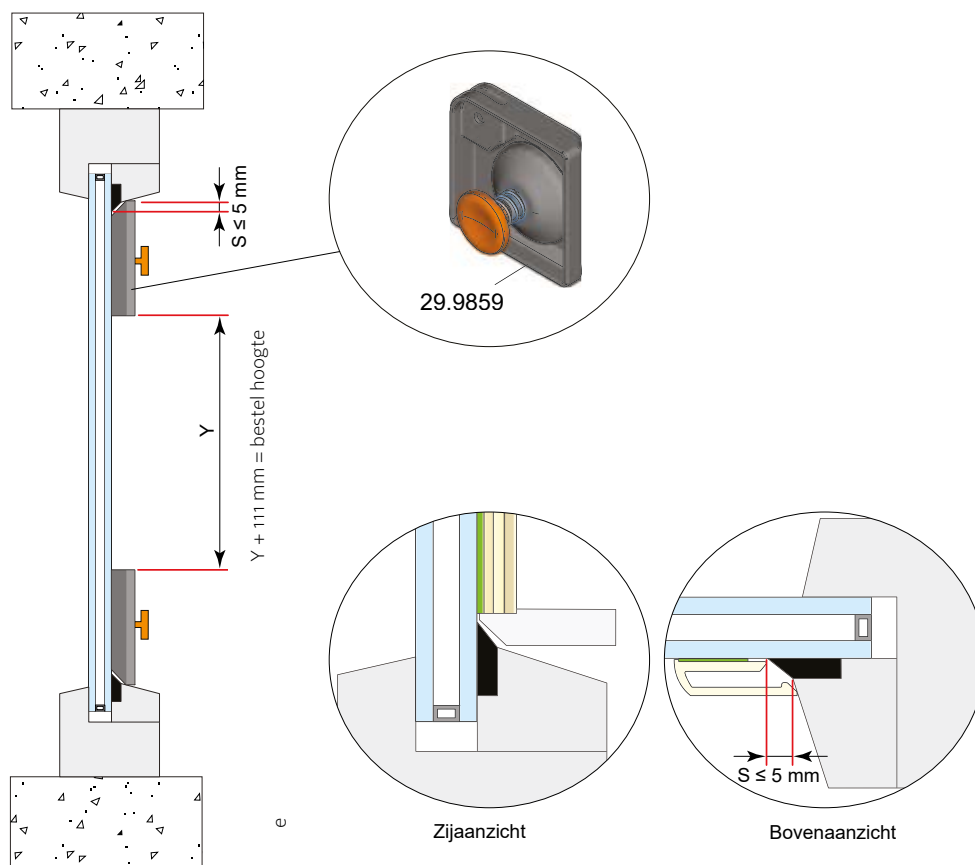 S ≤ 5 mm
29.9859
Y
Y + 111 mm = bestel hoogte
S ≤ 5 mm
e
Zijaanzicht
Bovenaanzicht